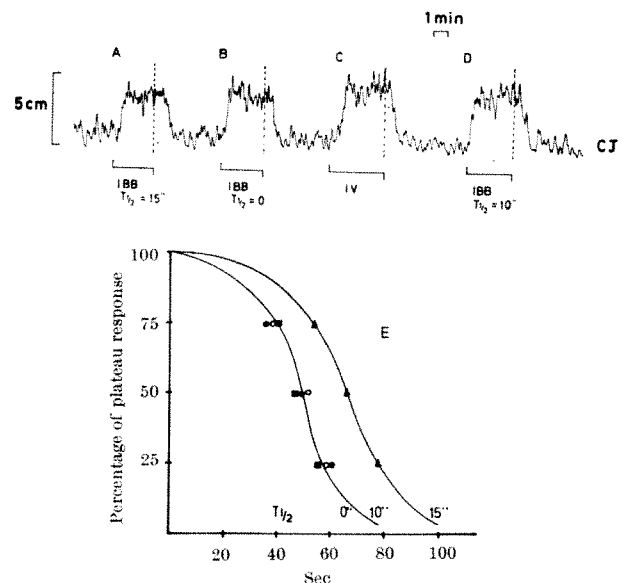 1 min
A B C D
5 cm
CJ
IBB IBB IV IBB
T1/2 = 15" T1/2 = 0 T1/2 = 10"
E
Percentage of plateau response
100
75
50
25
T1/2 0" 10" 15"
20 40 60 80 100
Sec